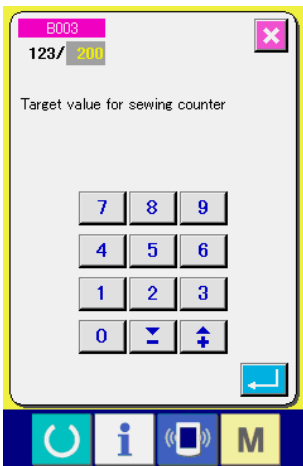 B003
123/ 200
Target value for sewing counter
7 8 9
4 5 6
1 2 3
0
i M